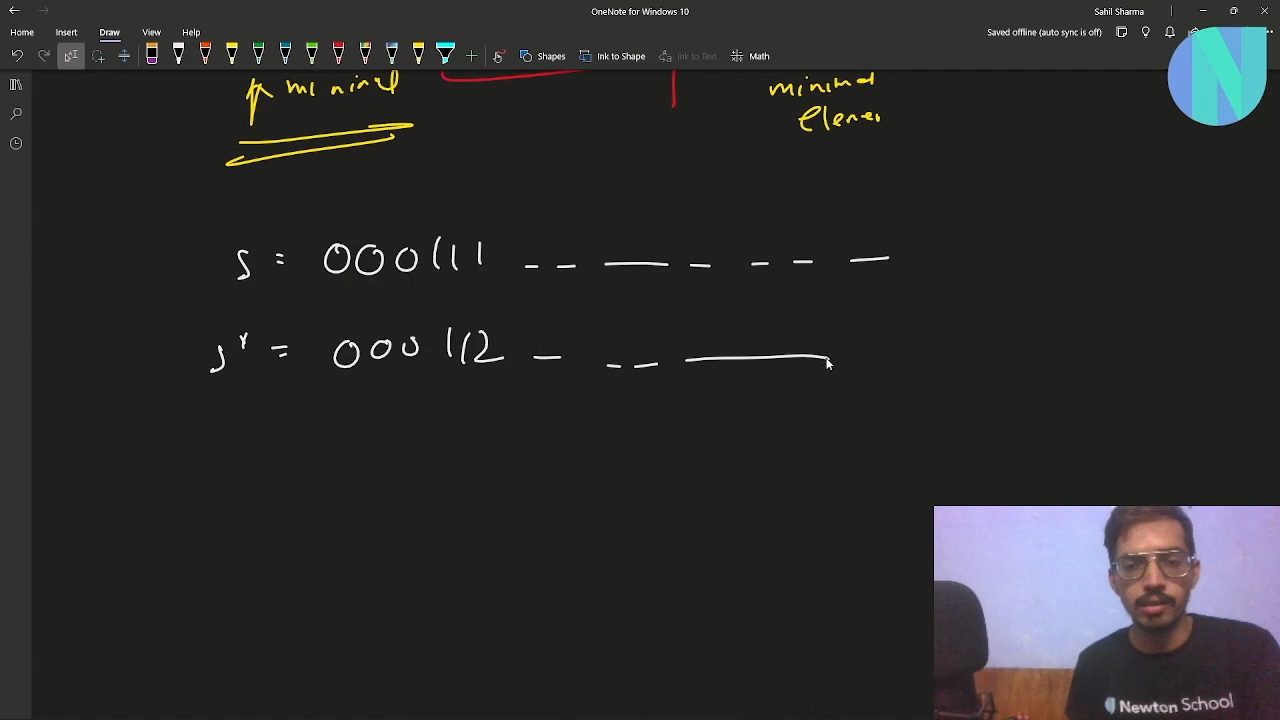 OneNote for Windows 10
Sahil Sharma
Home Insert Draw View Help
Saved offline (auto sync is off)
Shapes Ink to Shape Ink to Text Math
minimal
minimal
s = 000111 _ _ _ _ _ _ _
s* = 000112 _ _ _ _
Newton School